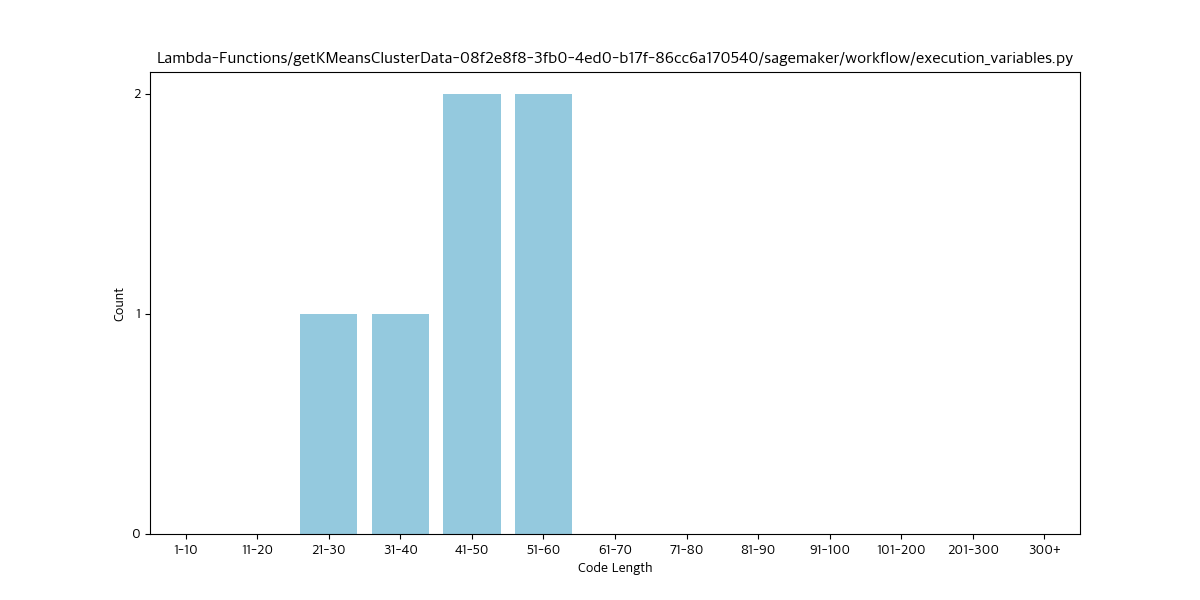 Lambda-Functions/getKMeansClusterData-08f2e8f8-3fb0-4ed0-b17f-86cc6a170540/sagemaker/workflow/execution_variables.py
2
1
0
Count
1-10 11-20 21-30 31-40 41-50 51-60 61-70 71-80 81-90 91-100 101-200 201-300 300+
Code Length